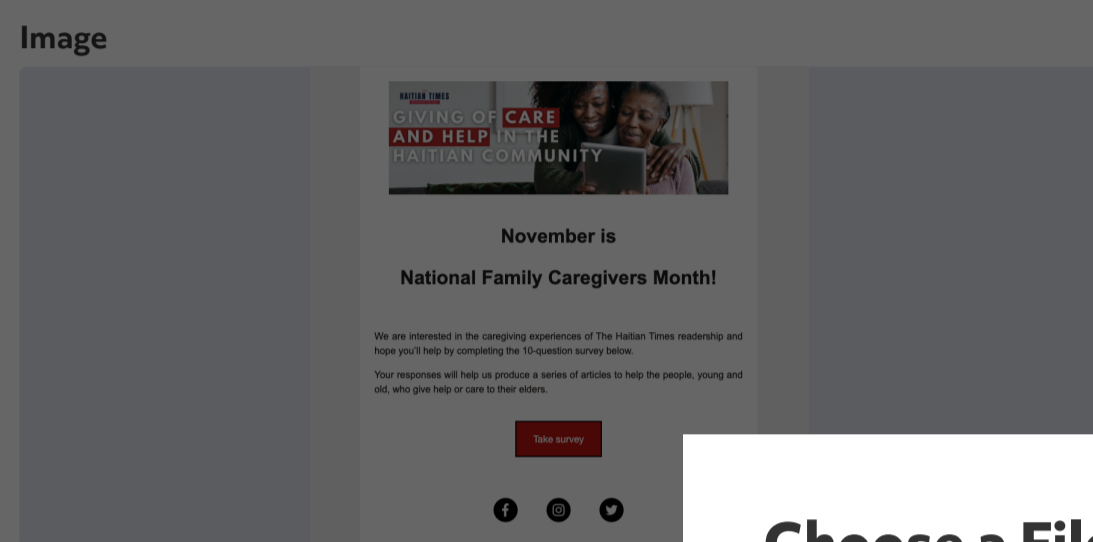 Image
HAITIAN TIMES
GIVING OF CARE
AND HELP IN THE
HAITIAN COMMUNITY
November is
National Family Caregivers Month!
We are interested in the caregiving experiences of The Haitian Times readership and
hope you'll help by completing the 10-question survey below.
Your responses will help us produce a series of articles to help the people, young and
old, who give help or care to their elders.
Take survey
Choose a